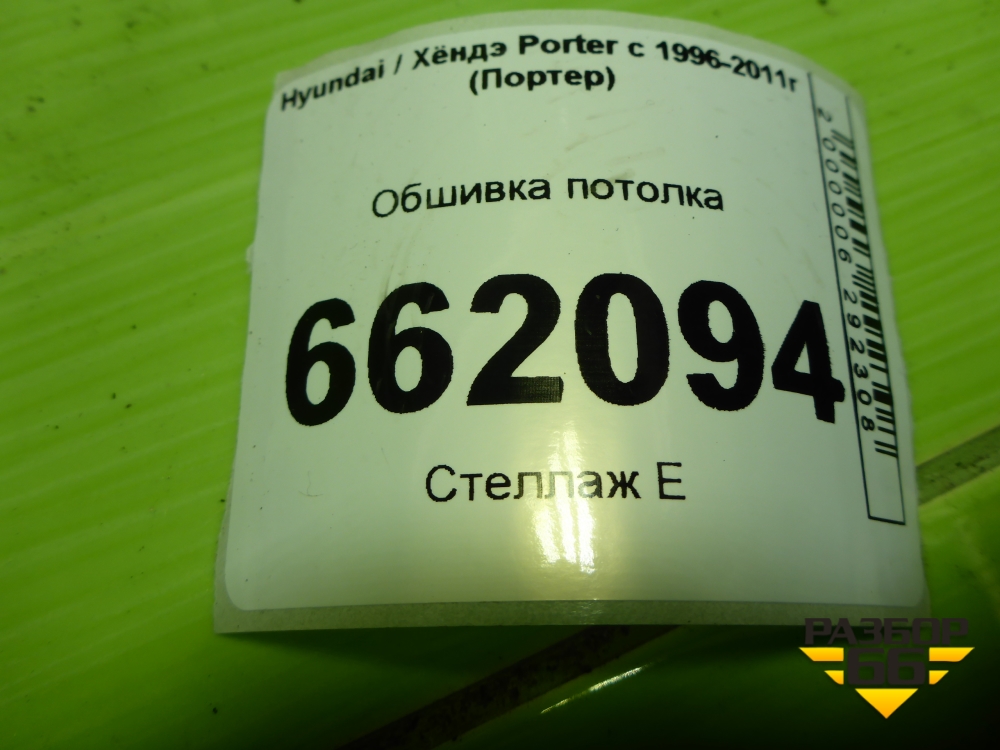 Hyundai / Хёндэ Porter с 1996-2011г
(Портер)
Обшивка потолка
662094
Стеллаж Е
2000006292308
РАЗБОР
66